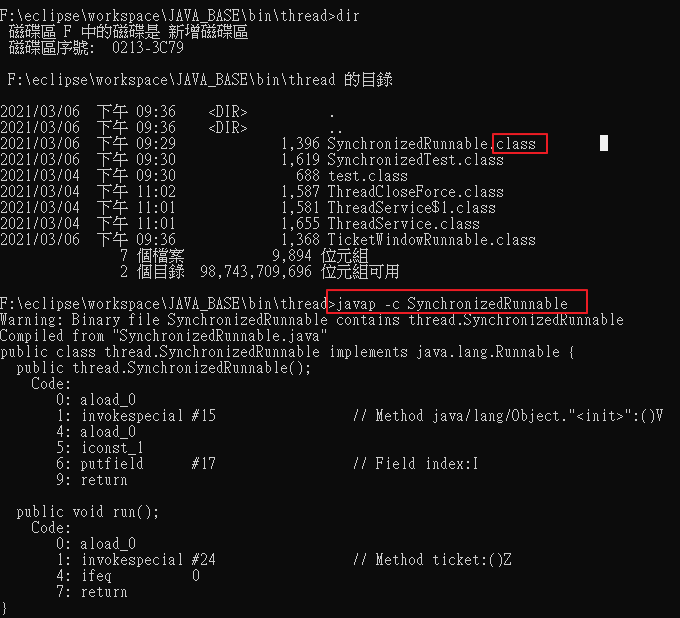 F:\eclipse\workspace\JAVA_BASE\bin\thread>dir
 磁碟區 F 中的磁碟是 新增磁碟區
 磁碟區序號:  0213-3C79

 F:\eclipse\workspace\JAVA_BASE\bin\thread 的目錄

2021/03/06  下午 09:36    <DIR>          .
2021/03/06  下午 09:36    <DIR>          ..
2021/03/06  下午 09:29             1,396 SynchronizedRunnable.class
2021/03/06  下午 09:30             1,619 SynchronizedTest.class
2021/03/04  下午 09:30               688 test.class
2021/03/04  下午 11:02             1,587 ThreadCloseForce.class
2021/03/04  下午 11:01             1,581 ThreadService$1.class
2021/03/04  下午 11:01             1,655 ThreadService.class
2021/03/06  下午 09:36             1,368 TicketWindowRunnable.class
               7 個檔案           9,894 位元組
               2 個目錄  98,743,709,696 位元組可用

F:\eclipse\workspace\JAVA_BASE\bin\thread>javap -c SynchronizedRunnable
Warning: Binary file SynchronizedRunnable contains thread.SynchronizedRunnable
Compiled from "SynchronizedRunnable.java"
public class thread.SynchronizedRunnable implements java.lang.Runnable {
  public thread.SynchronizedRunnable();
    Code:
       0: aload_0
       1: invokespecial #15                 // Method java/lang/Object."<init>":()V
       4: aload_0
       5: iconst_1
       6: putfield      #17                 // Field index:I
       9: return

  public void run();
    Code:
       0: aload_0
       1: invokespecial #24                 // Method ticket:()Z
       4: ifeq          0
       7: return
}